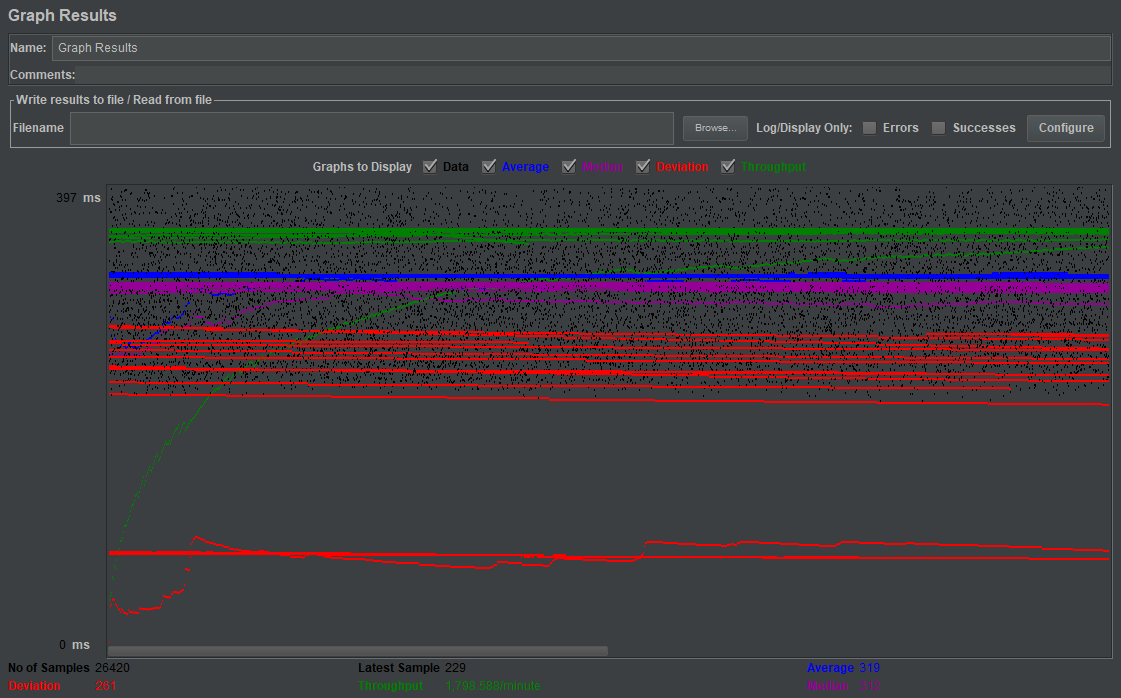 Graph Results
Name: Graph Results
Comments:
Write results to file / Read from file
Filename Browse... Log/Display Only: Errors Successes Configure
Graphs to Display Data Average Median Deviation Throughput
397 ms
0 ms
No of Samples 26420 Latest Sample 229 Average 319
Deviation 261 Throughput 1,798.588/minute Median 312